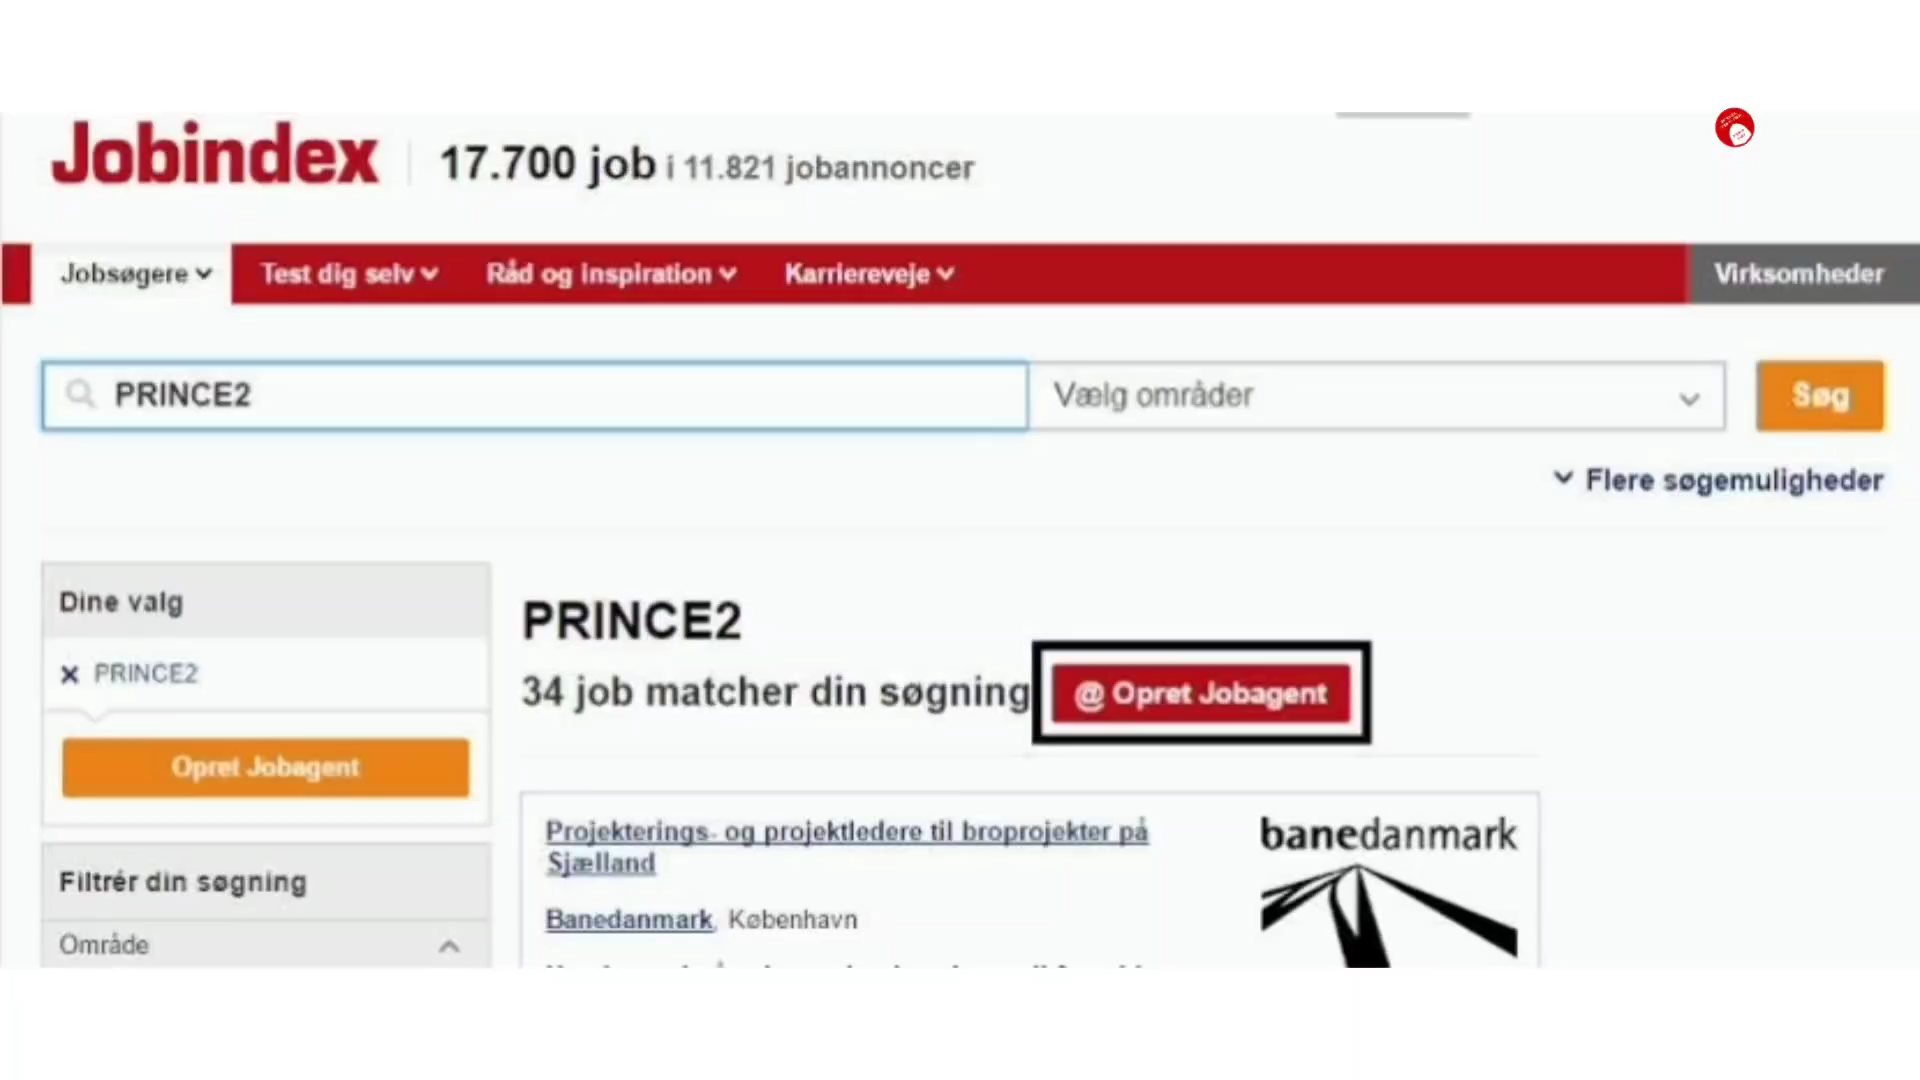 Jobindex
17.700 job i 11.821 jobannoncer
Jobsøgere
Test dig selv
Råd og inspiration
Karriereveje
Virksomheder
PRINCE2
Vælg områder
Søg
Flere søgemuligheder
Dine valg
PRINCE2
Opret Jobagent
Filtrér din søgning
Område
PRINCE2
34 job matcher din søgning
@ Opret Jobagent
Projekterings- og projektledere til broprojekter på
Sjælland
Banedanmark, København
banedanmark